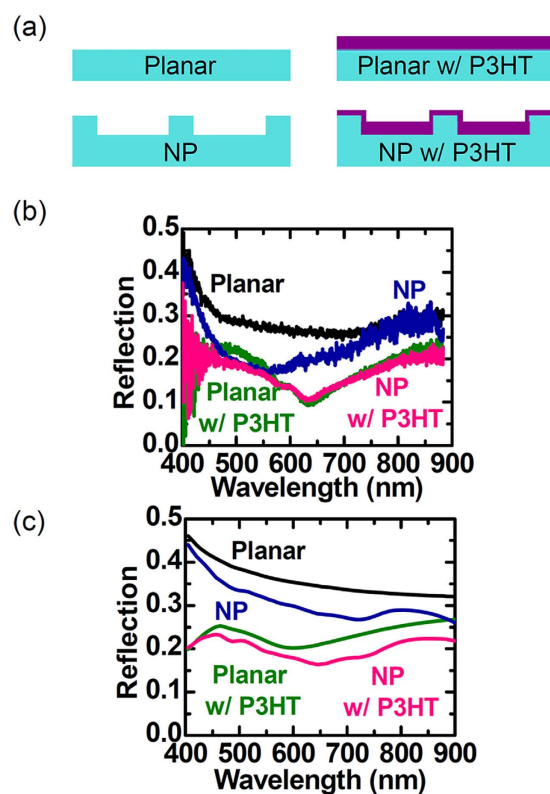 (a)
Planar
Planar w/ P3HT
NP
NP w/ P3HT
(b)
0.5
0.4
0.3
0.2
0.1
0.0
Reflection
Planar
NP
Planar
w/ P3HT
NP
w/ P3HT
400 500 600 700 800 900
Wavelength (nm)
(c)
0.5
0.4
0.3
0.2
0.1
0.0
Reflection
Planar
NP
Planar
w/ P3HT
NP
w/ P3HT
400 500 600 700 800 900
Wavelength (nm)